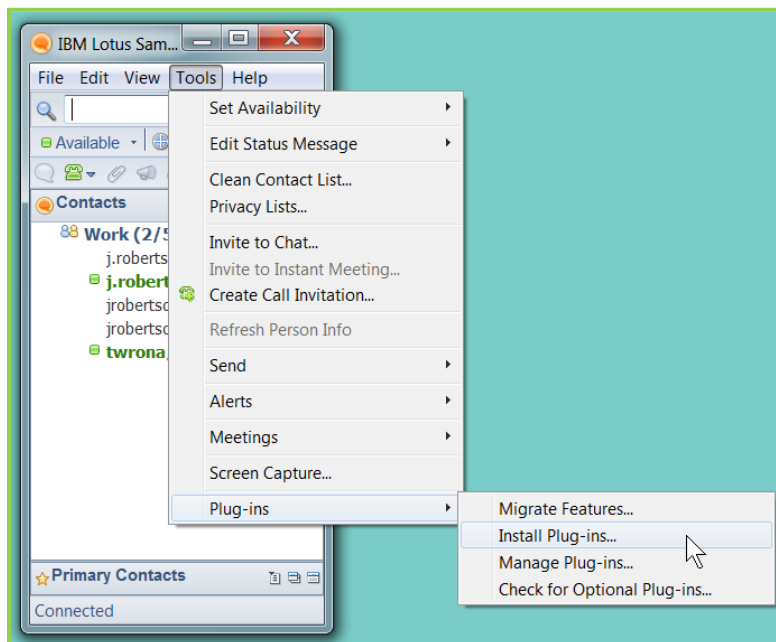 IBM Lotus Sam...
File Edit View Tools Help
Available
Contacts
Work (2/5
j.roberts
j.robert
jrobertso
jrobertso
twrona,
Primary Contacts
Connected
Set Availability
Edit Status Message
Clean Contact List...
Privacy Lists...
Invite to Chat...
Invite to Instant Meeting...
Create Call Invitation...
Refresh Person Info
Send
Alerts
Meetings
Screen Capture...
Plug-ins
Migrate Features...
Install Plug-ins...
Manage Plug-ins...
Check for Optional Plug-ins...